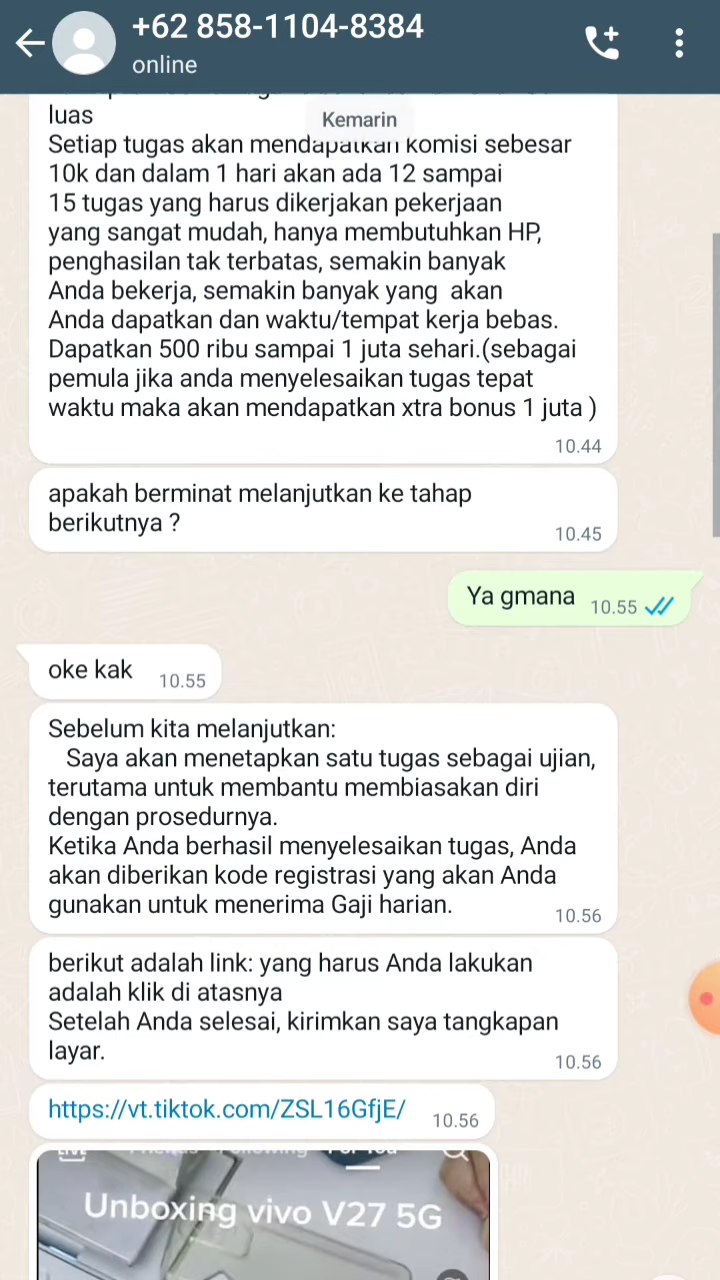 +62 858-1104-8384
online
luas
Kemarin
Setiap tugas akan mendapatkan komisi sebesar
10k dan dalam 1 hari akan ada 12 sampai
15 tugas yang harus dikerjakan pekerjaan
yang sangat mudah, hanya membutuhkan HP,
penghasilan tak terbatas, semakin banyak
Anda bekerja, semakin banyak yang  akan
Anda dapatkan dan waktu/tempat kerja bebas.
Dapatkan 500 ribu sampai 1 juta sehari.(sebagai
pemula jika anda menyelesaikan tugas tepat
waktu maka akan mendapatkan xtra bonus 1 juta )
10.44
apakah berminat melanjutkan ke tahap
berikutnya ?
10.45
Ya gmana
10.55
oke kak
10.55
Sebelum kita melanjutkan:
Saya akan menetapkan satu tugas sebagai ujian,
terutama untuk membantu membiasakan diri
dengan prosedurnya.
Ketika Anda berhasil menyelesaikan tugas, Anda
akan diberikan kode registrasi yang akan Anda
gunakan untuk menerima Gaji harian.
10.56
berikut adalah link: yang harus Anda lakukan
adalah klik di atasnya
Setelah Anda selesai, kirimkan saya tangkapan
layar.
10.56
https://vt.tiktok.com/ZSL16GfjE/
10.56
LIVE Friends Following For You
Unboxing vivo V27 5G